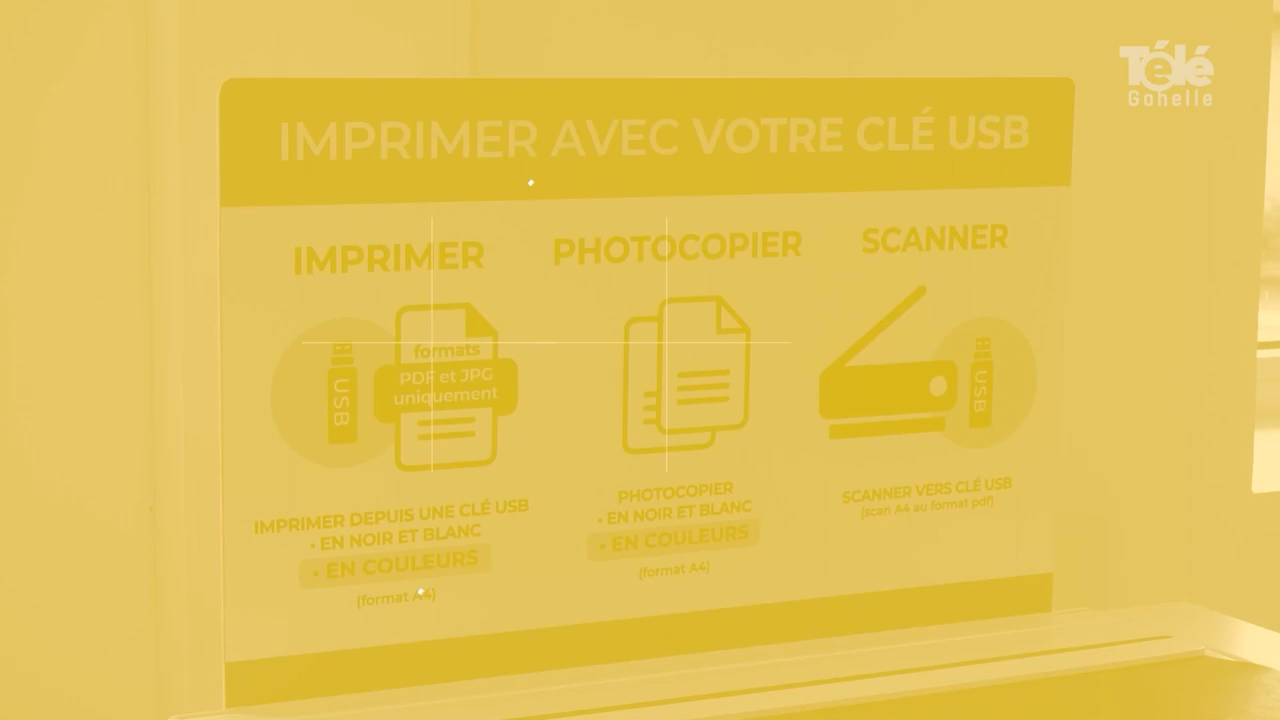 Télé
Gohelle
IMPRIMER AVEC VOTRE CLÉ USB
IMPRIMER
PHOTOCOPIER
SCANNER
USB
formats
PDF et JPG
uniquement
USB
IMPRIMER DEPUIS UNE CLÉ USB
• EN NOIR ET BLANC
• EN COULEURS
(format A4)
PHOTOCOPIER
• EN NOIR ET BLANC
• EN COULEURS
(format A4)
SCANNER VERS CLÉ USB
(scan A4 au format pdf)